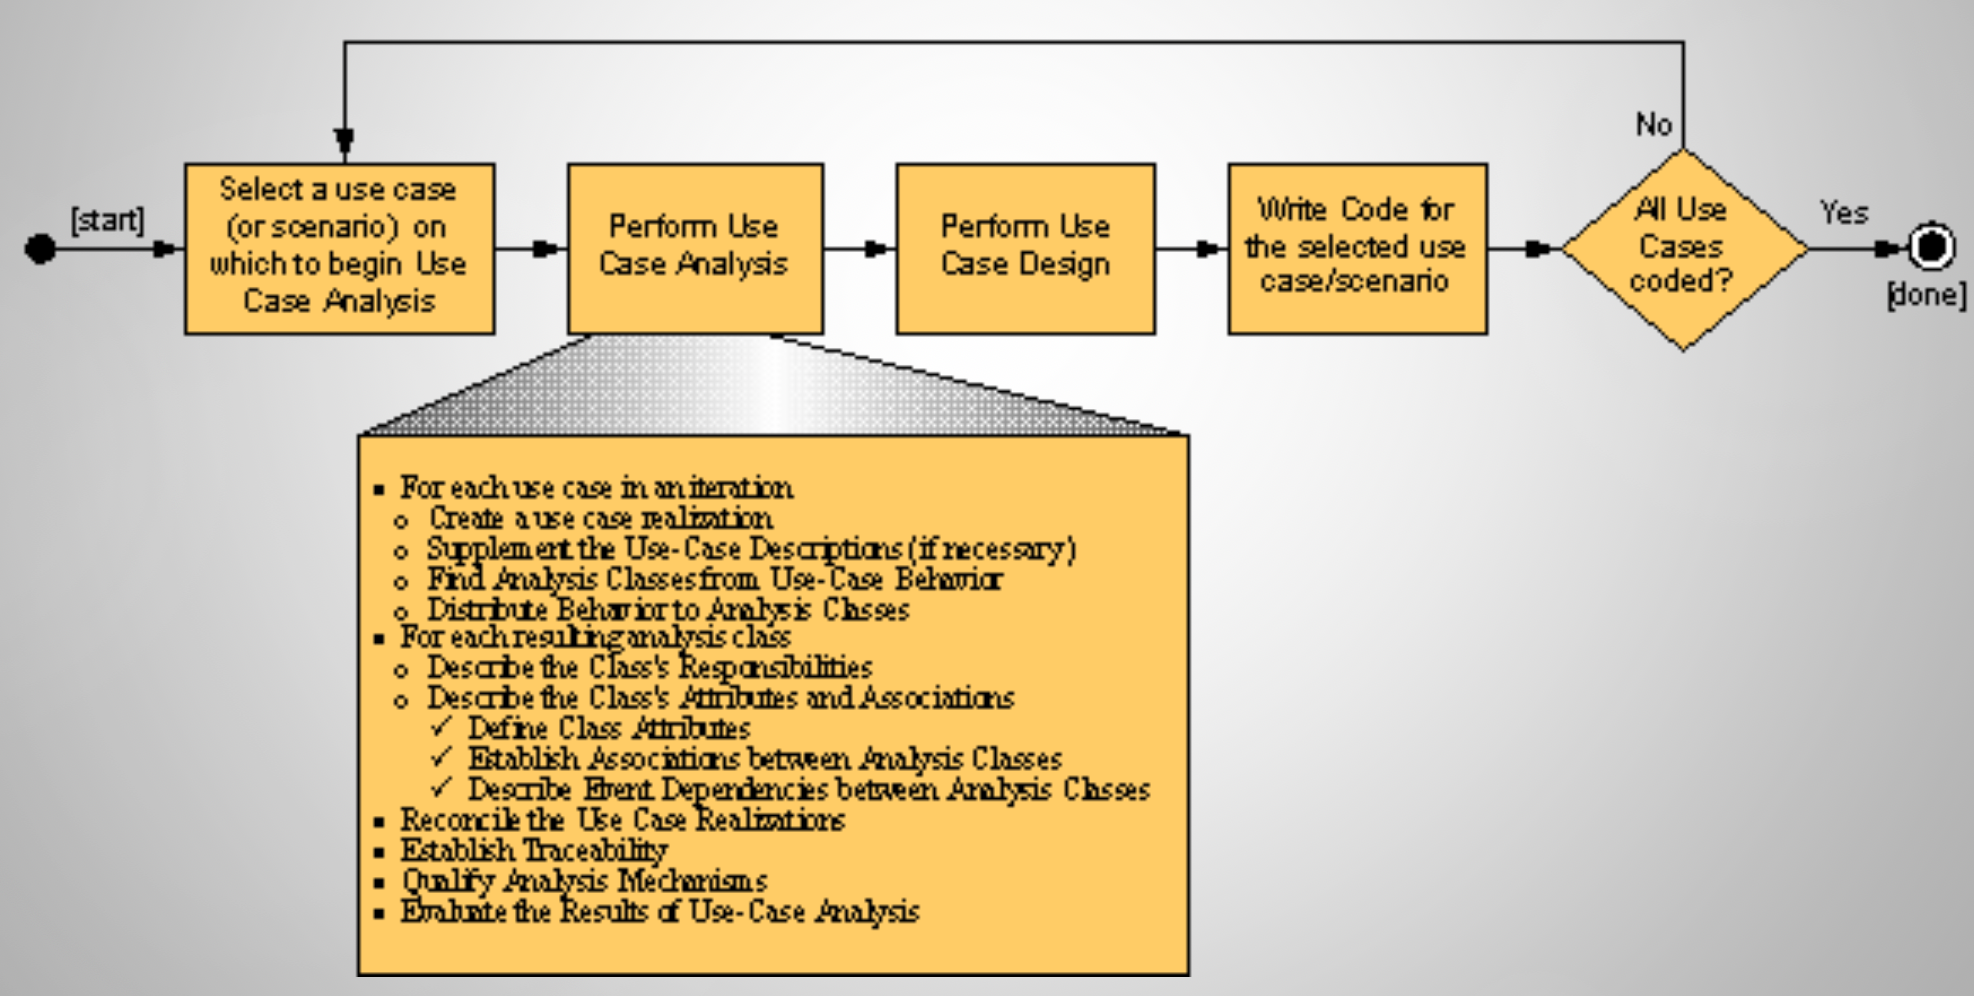 No
[start]
Select a use case
(or scenario) on
which to begin Use
Case Analysis
Perform Use
Case Analysis
Perform Use
Case Design
Write Code for
the selected use
case/scenario
All Use
Cases
coded?
Yes
[done]
▪ For each use case in an iteration
o Create a use case realization
o Supplement the Use-Case Descriptions (if necessary)
o Find Analysis Classes from Use-Case Behavior
o Distribute Behavior to Analysis Classes
▪ For each resulting analysis class
o Describe the Class's Responsibilities
o Describe the Class's Attributes and Associations
✓ Define Class Attributes
✓ Establish Associations between Analysis Classes
✓ Describe Event Dependencies between Analysis Classes
▪ Reconcile the Use Case Realizations
▪ Establish Traceability
▪ Qualify Analysis Mechanisms
▪ Evaluate the Results of Use-Case Analysis